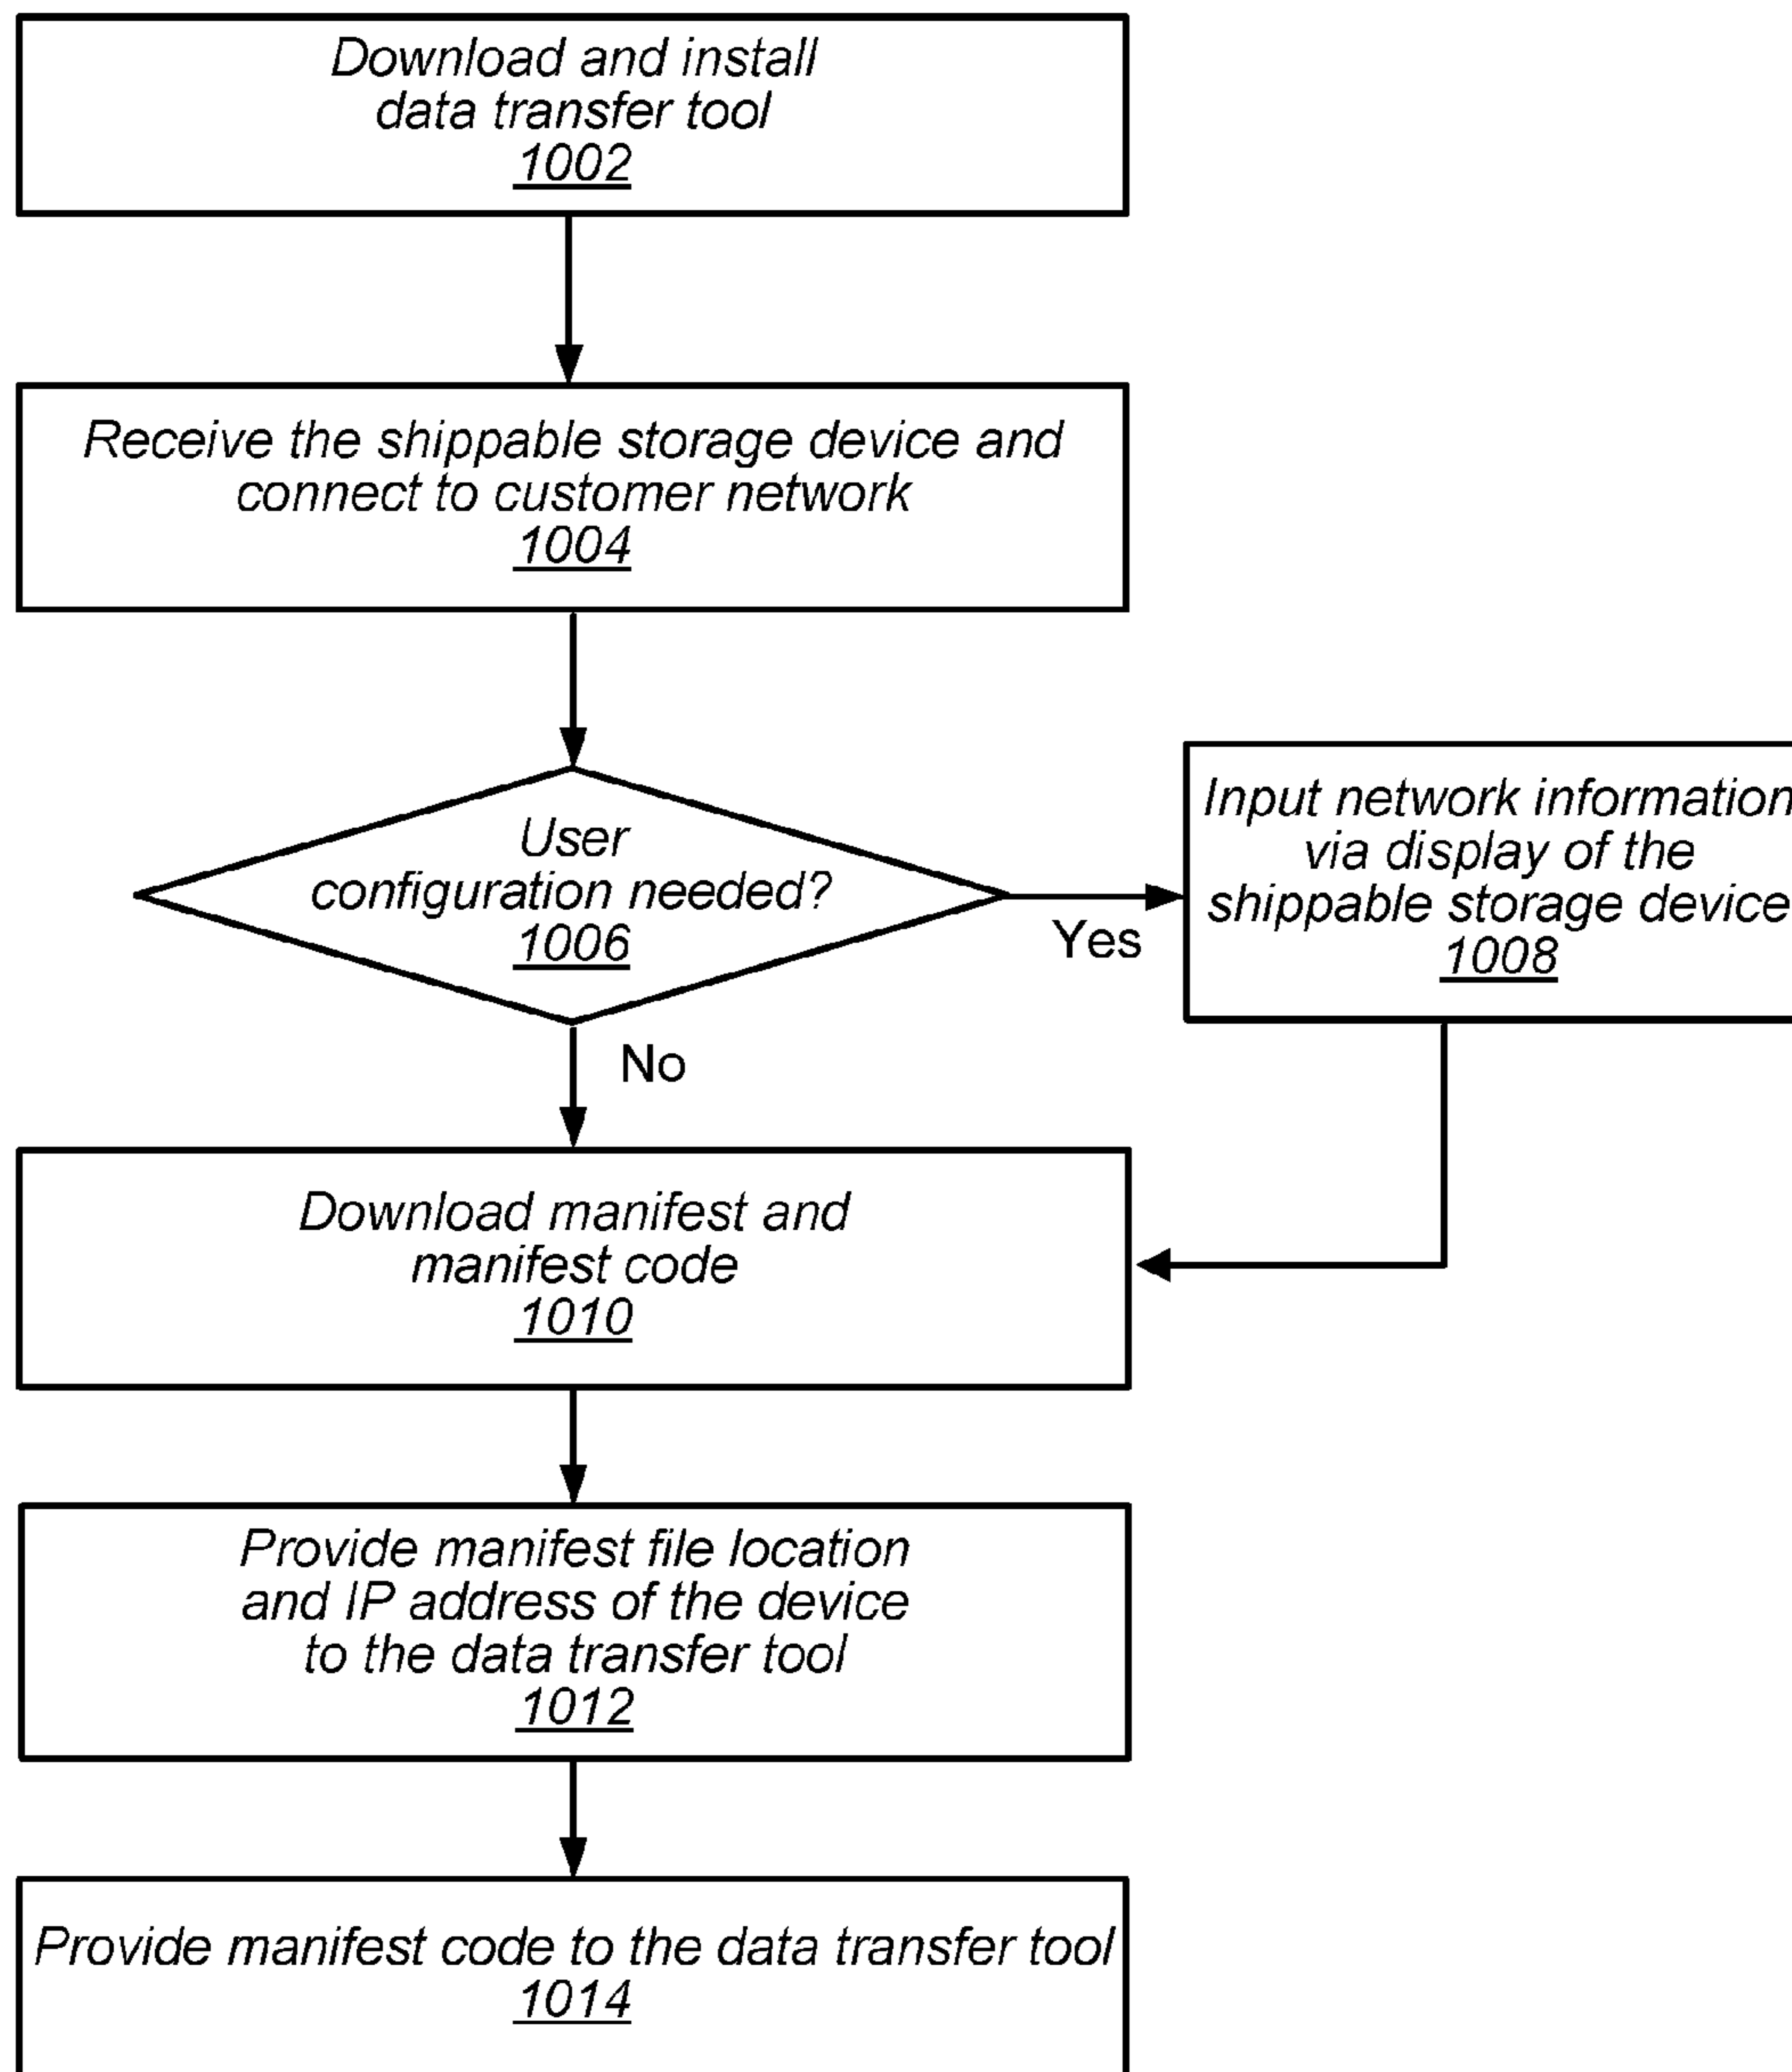 Download and install
data transfer tool
1002
Receive the shippable storage device and
connect to customer network
1004
User
configuration needed?
1006
Yes
Input network information
via display of the
shippable storage device
1008
No
Download manifest and
manifest code
1010
Provide manifest file location
and IP address of the device
to the data transfer tool
1012
Provide manifest code to the data transfer tool
1014